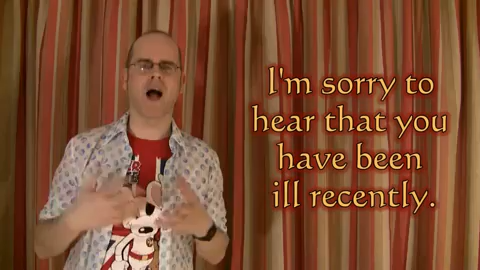 I'm sorry to
hear that you
have been
ill recently.